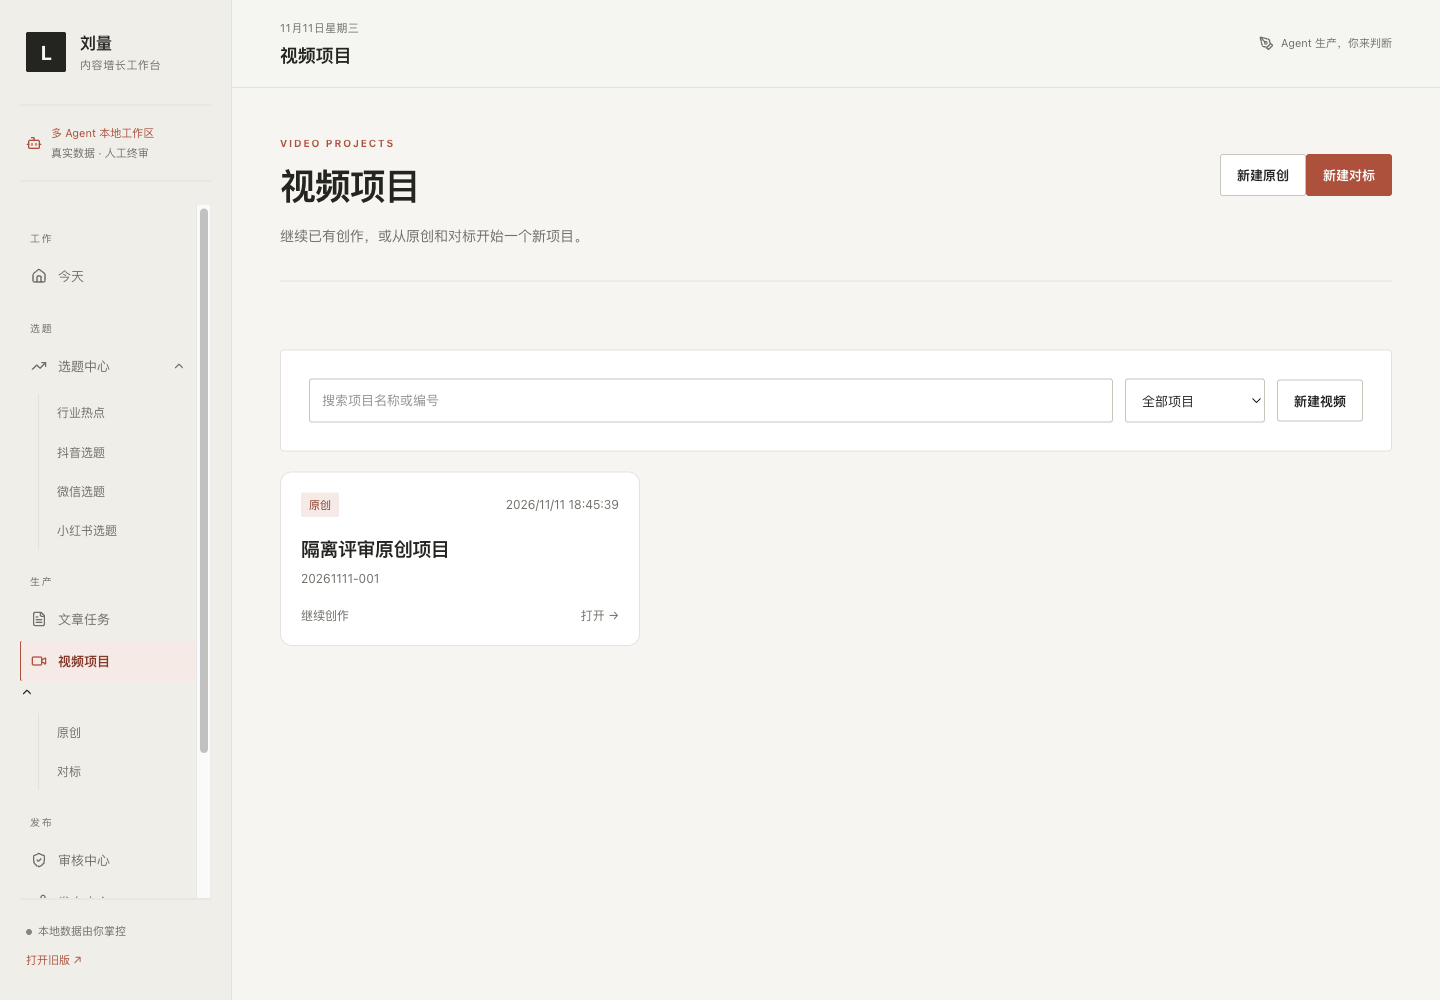 L
刘量
内容增长工作台
多 Agent 本地工作区
真实数据 · 人工终审
工作
今天
选题
选题中心
行业热点
抖音选题
微信选题
小红书选题
生产
文章任务
视频项目
原创
对标
发布
审核中心
本地数据由你掌控
打开旧版 ↗
11月11日星期三
视频项目
Agent 生产，你来判断
VIDEO PROJECTS
视频项目
继续已有创作，或从原创和对标开始一个新项目。
新建原创
新建对标
搜索项目名称或编号
全部项目
新建视频
原创
2026/11/11 18:45:39
隔离评审原创项目
20261111-001
继续创作
打开 →